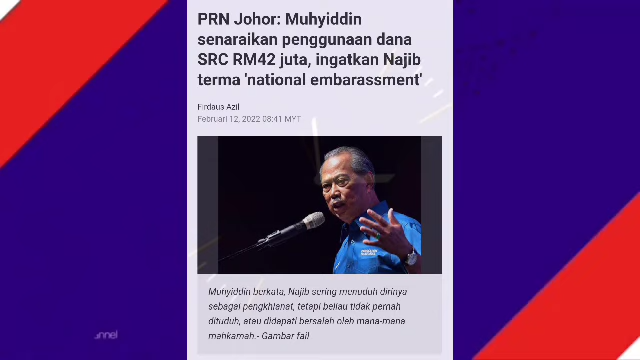 PRN Johor: Muhyiddin
senaraikan penggunaan dana
SRC RM42 juta, ingatkan Najib
terma 'national embarassment'
Firdaus Azil
Februari 12, 2022 08:41 MYT
Muhyiddin berkata, Najib sering menuduh dirinya
sebagai pengkhianat, tetapi beliau tidak pernah
dituduh, atau didapati bersalah oleh mana-mana
mahkamah.- Gambar fail